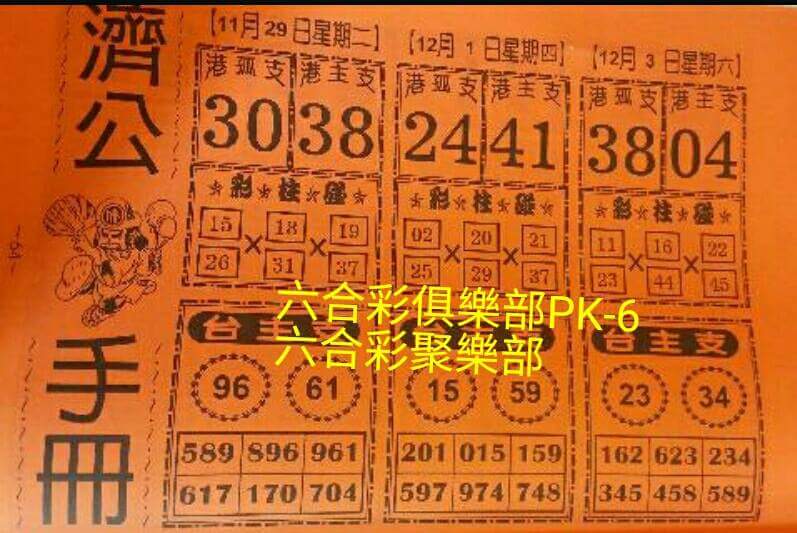 濟公手冊
【11月29日星期二】
港孤支 港主支
30 38
★彩★柱★碰★
15 × 18 × 19
26 31 37
台主支
96 61
589 896 961
617 170 704
【12月 1日星期四】
港孤支 港主支
24 41
★彩★柱★碰★
02 × 20 × 21
25 29 37
15 59
201 015 159
597 974 748
【12月 3日星期六】
港孤支 港主支
38 04
★彩★柱★碰★
11 × 16 × 22
23 44 45
台主支
23 34
162 623 234
345 458 589
六合彩俱樂部PK-6
六合彩聚樂部